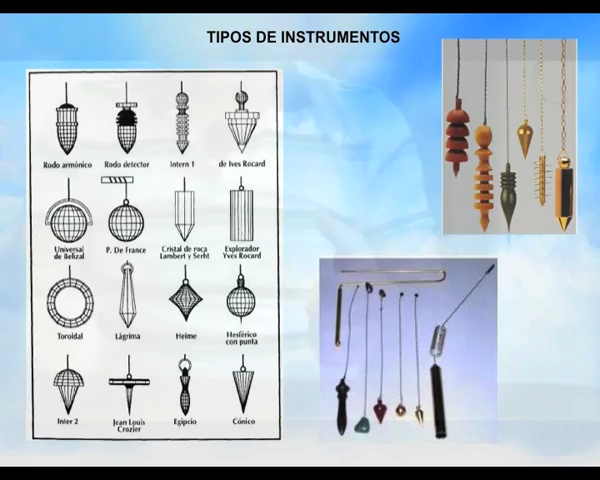 TIPOS DE INSTRUMENTOS
Rodo armónico
Rodo detector
Intern 1
de Ives Rocard
Universal
de Belizal
P. De France
Cristal de roca
Lambert y Serht
Explorador
Yves Rocard
Toroidal
Lágrima
Heime
Hesférico
con punta
Inter 2
Jean Louis
Crozier
Egipcio
Cónico